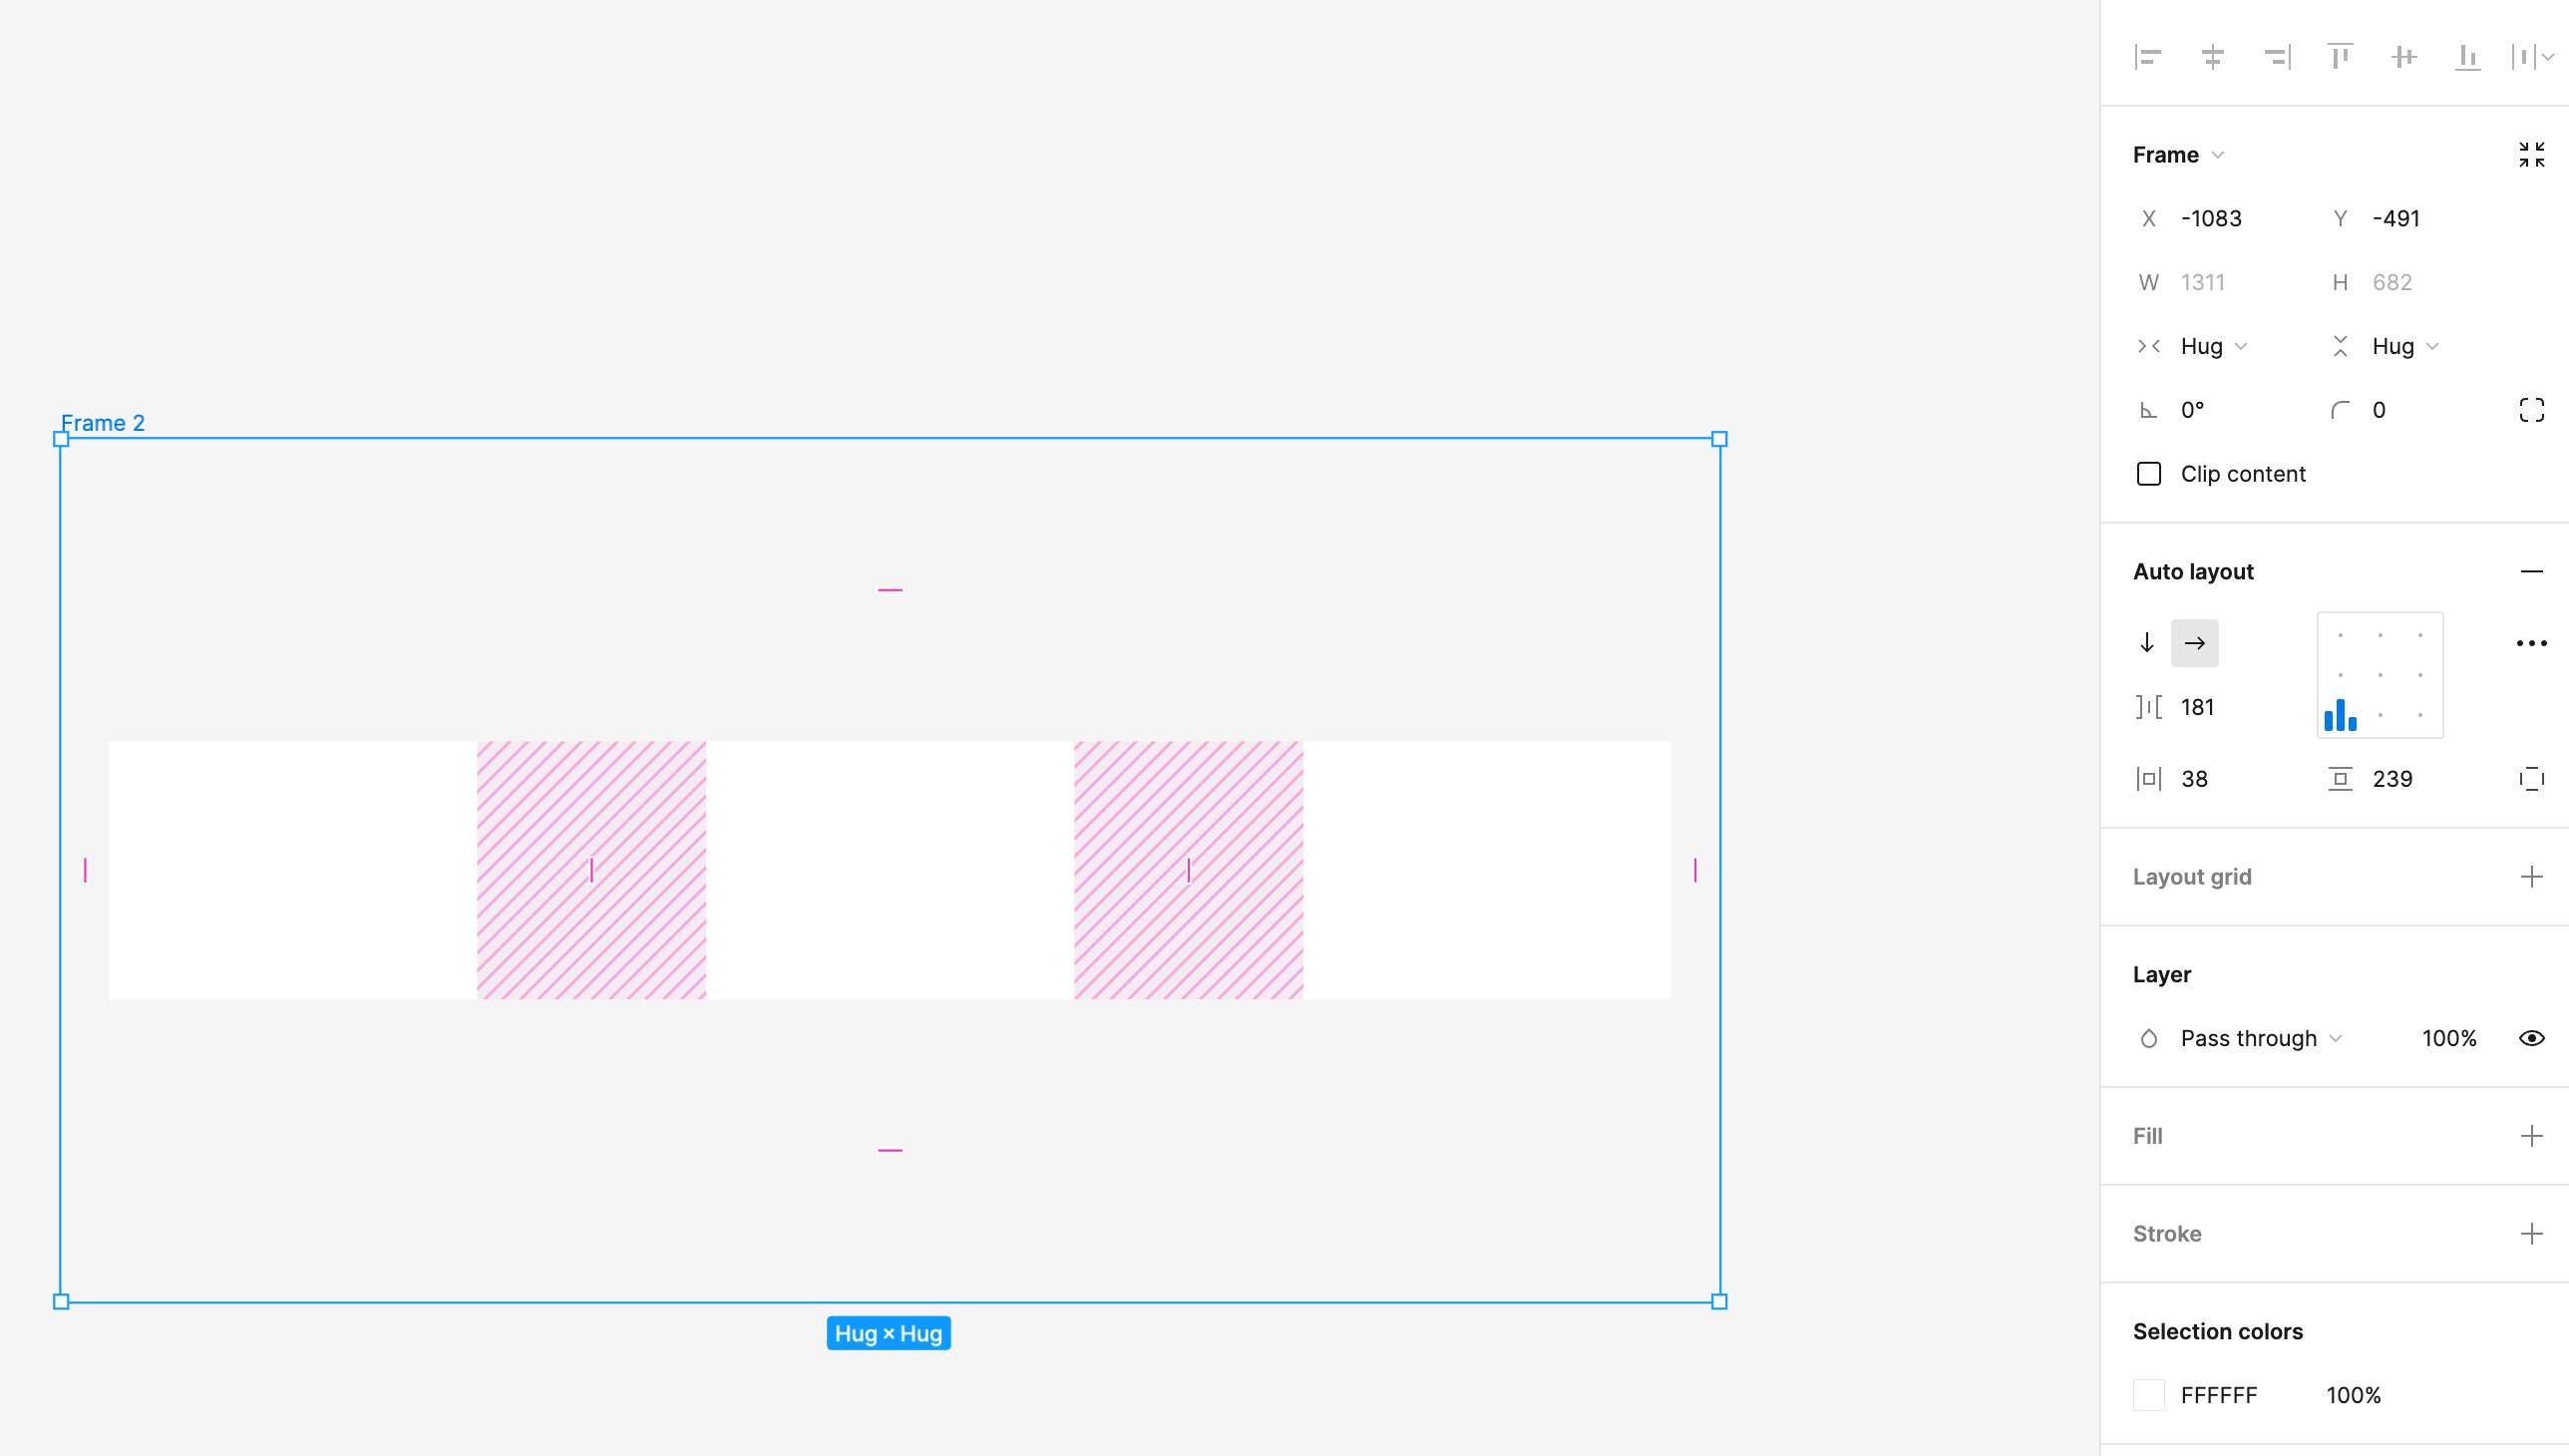 Frame
X -1083 Y -491
W 1311 H 682
Hug Hug
0° 0
Clip content
Frame 2
Auto layout
181
38 239
Layout grid
Layer
Pass through 100%
Fill
Stroke
Hug × Hug
Selection colors
FFFFFF 100%